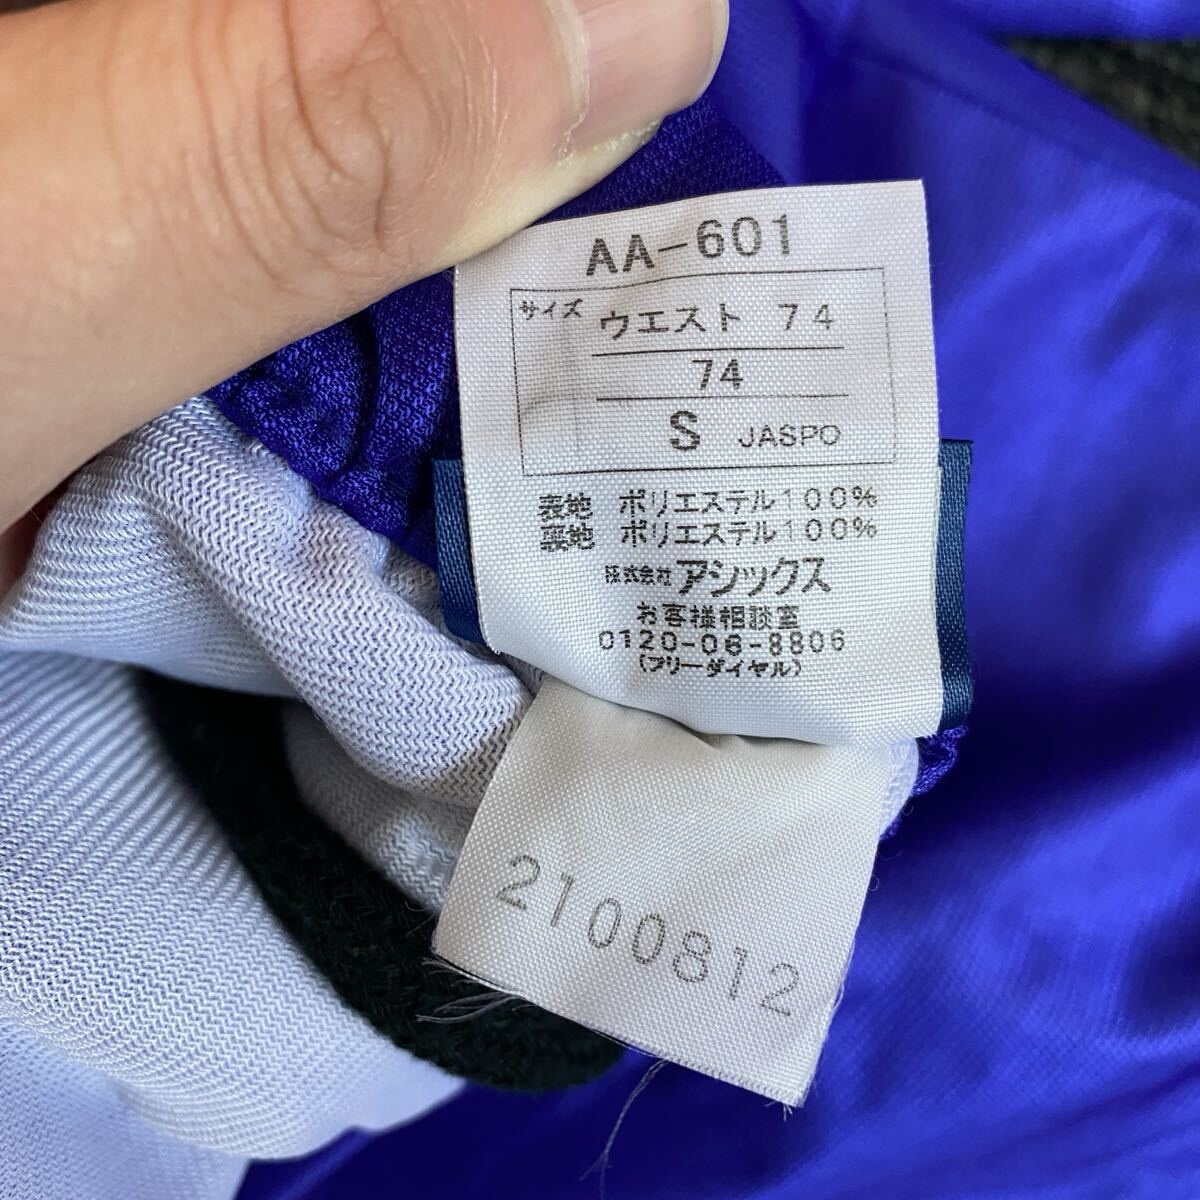 AA-601
サイズ ウエスト 74
74
S JASPO
表地 ポリエステル100%
裏地 ポリエステル100%
株式会社アシックス
お客様相談室
0120-06-8806
(フリーダイヤル)
2100812